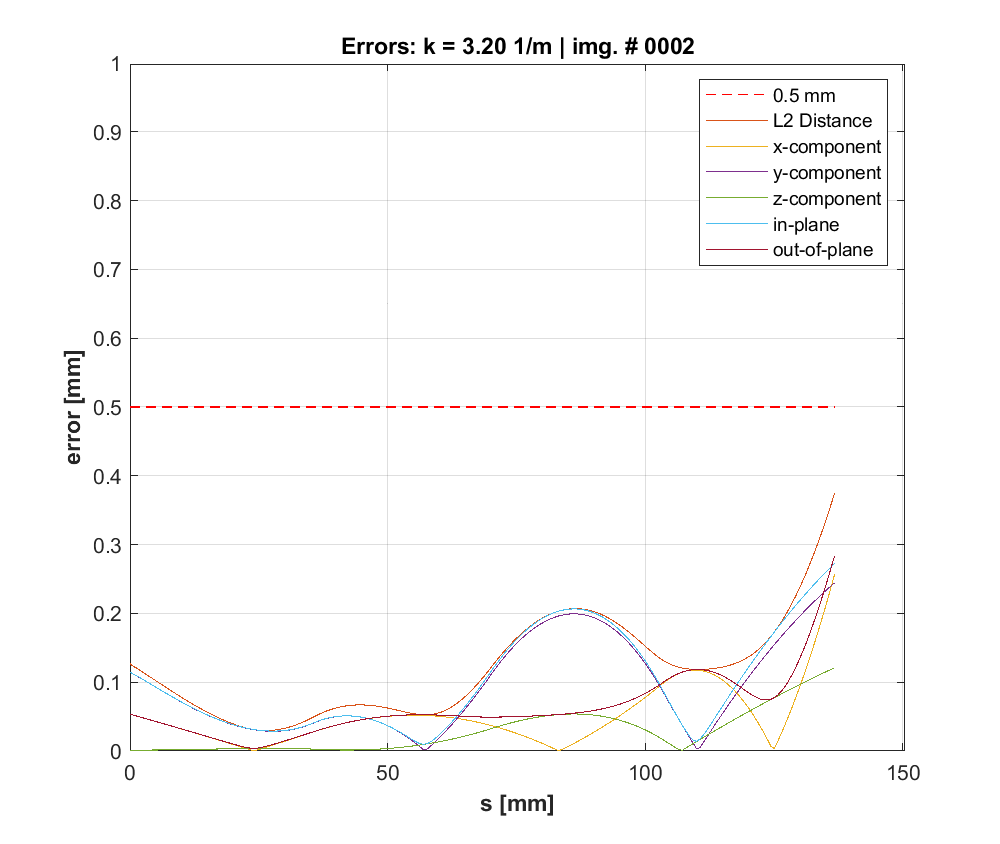 Errors: k = 3.20 1/m | img. # 0002
1
0.9
0.8
0.7
0.6
0.5
0.4
0.3
0.2
0.1
0
error [mm]
0.5 mm
L2 Distance
x-component
y-component
z-component
in-plane
out-of-plane
0 50 100 150
s [mm]